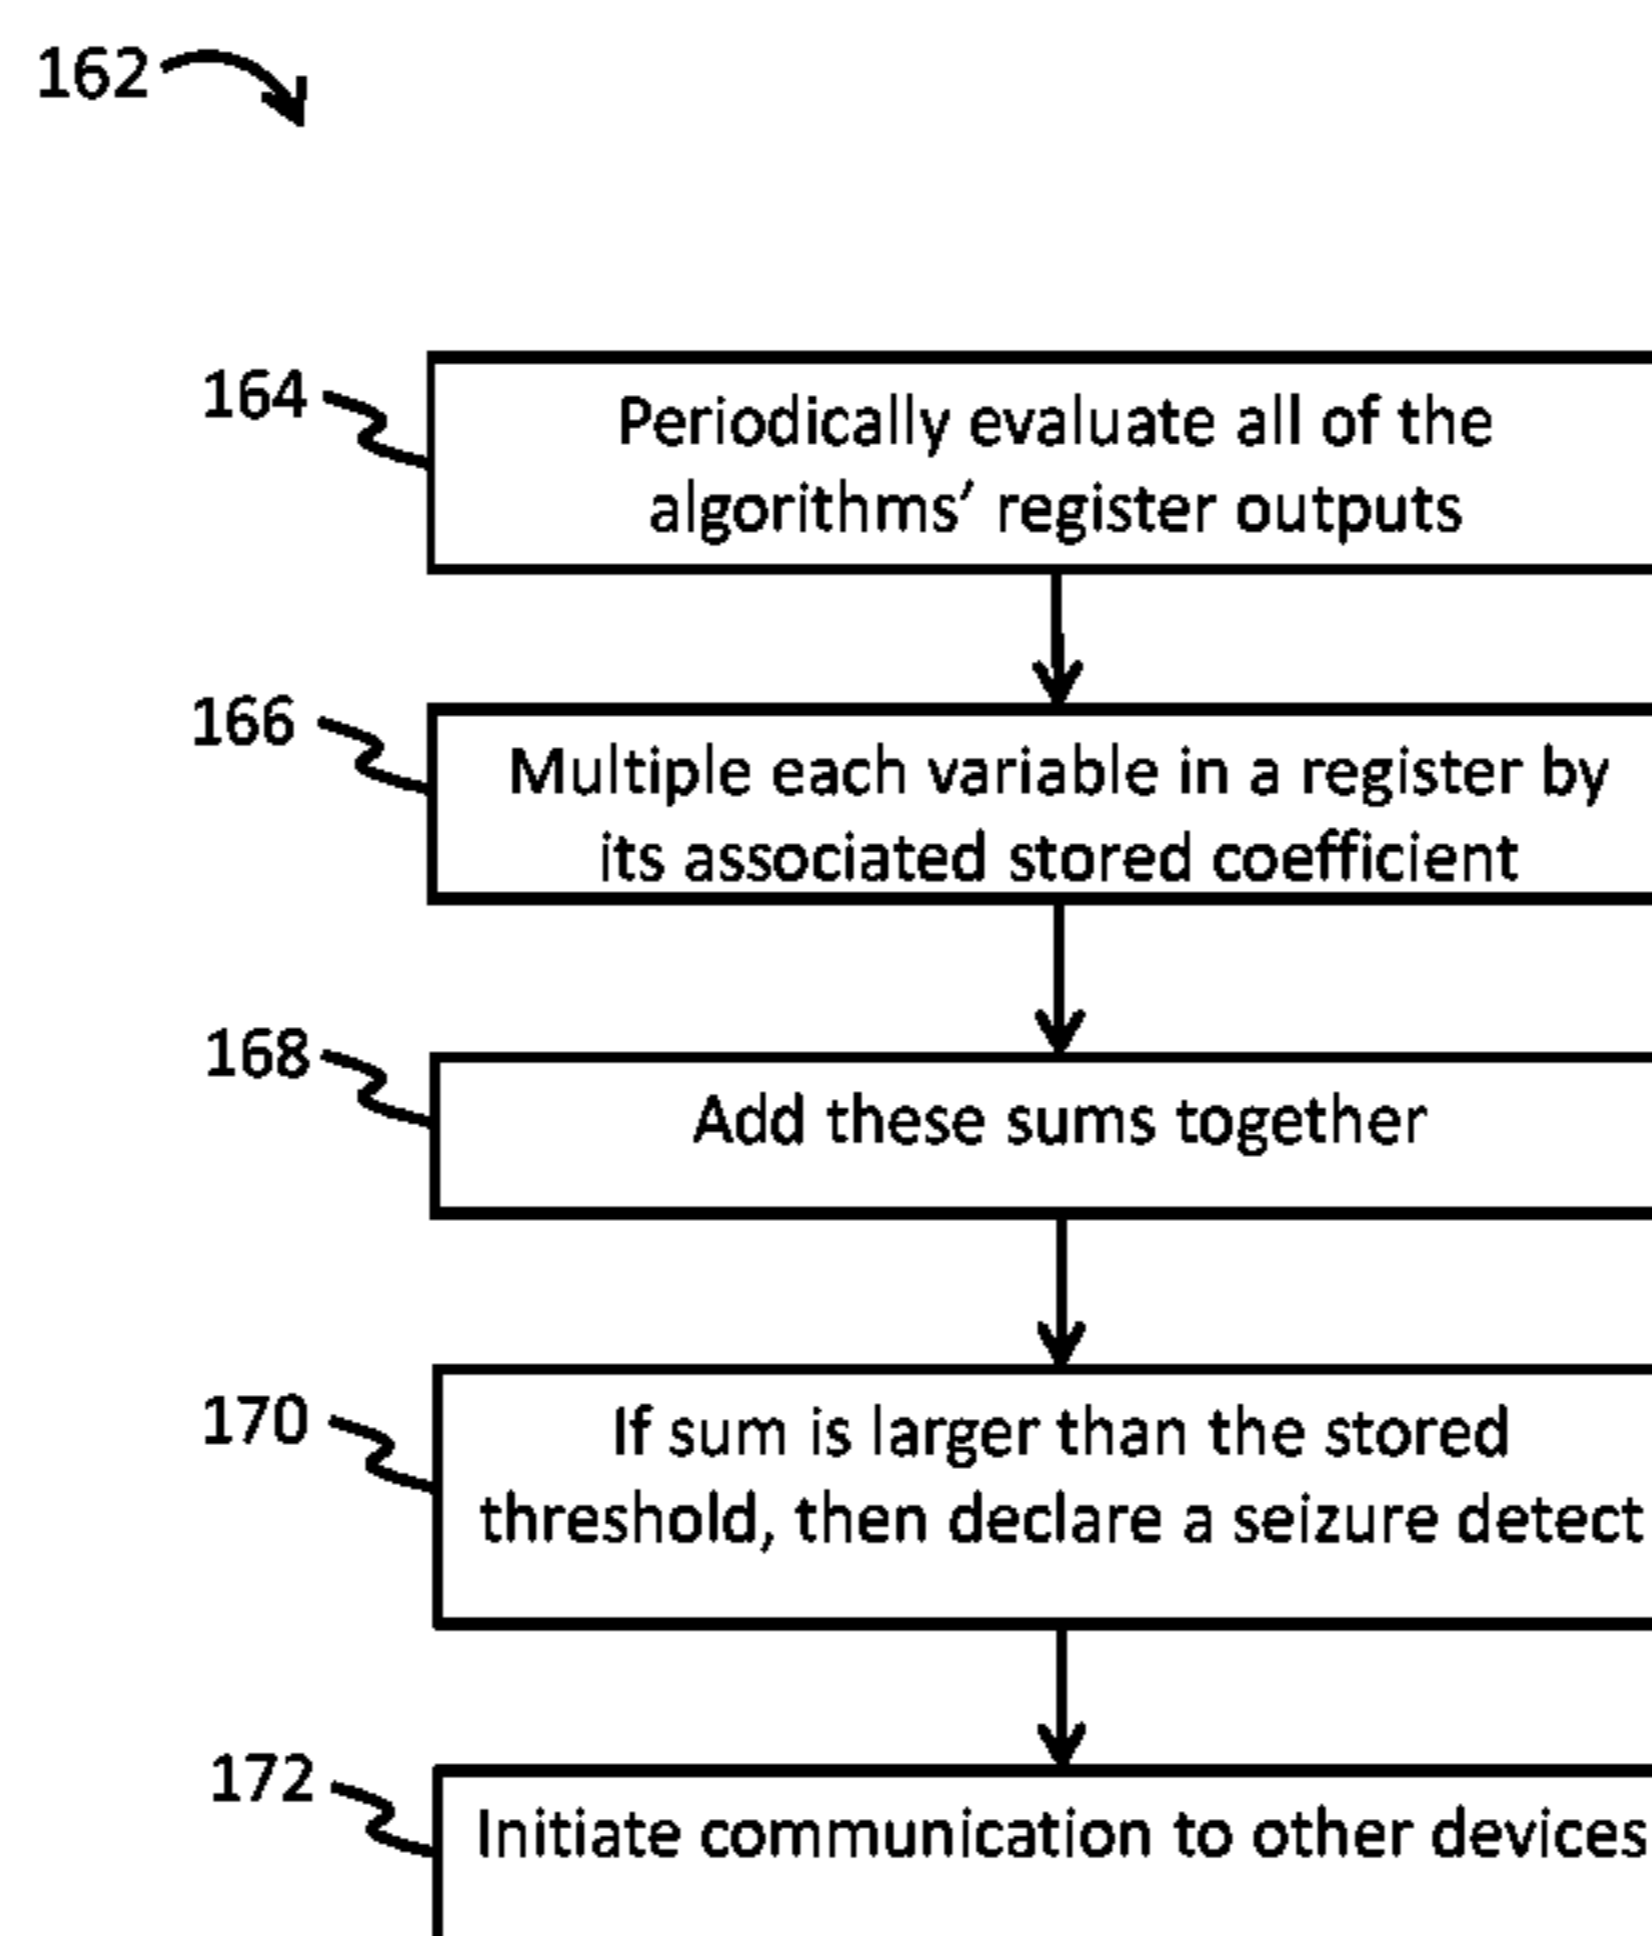 162
164
Periodically evaluate all of the
algorithms’ register outputs
166
Multiple each variable in a register by
its associated stored coefficient
168
Add these sums together
170
If sum is larger than the stored
threshold, then declare a seizure detect
172
Initiate communication to other devices